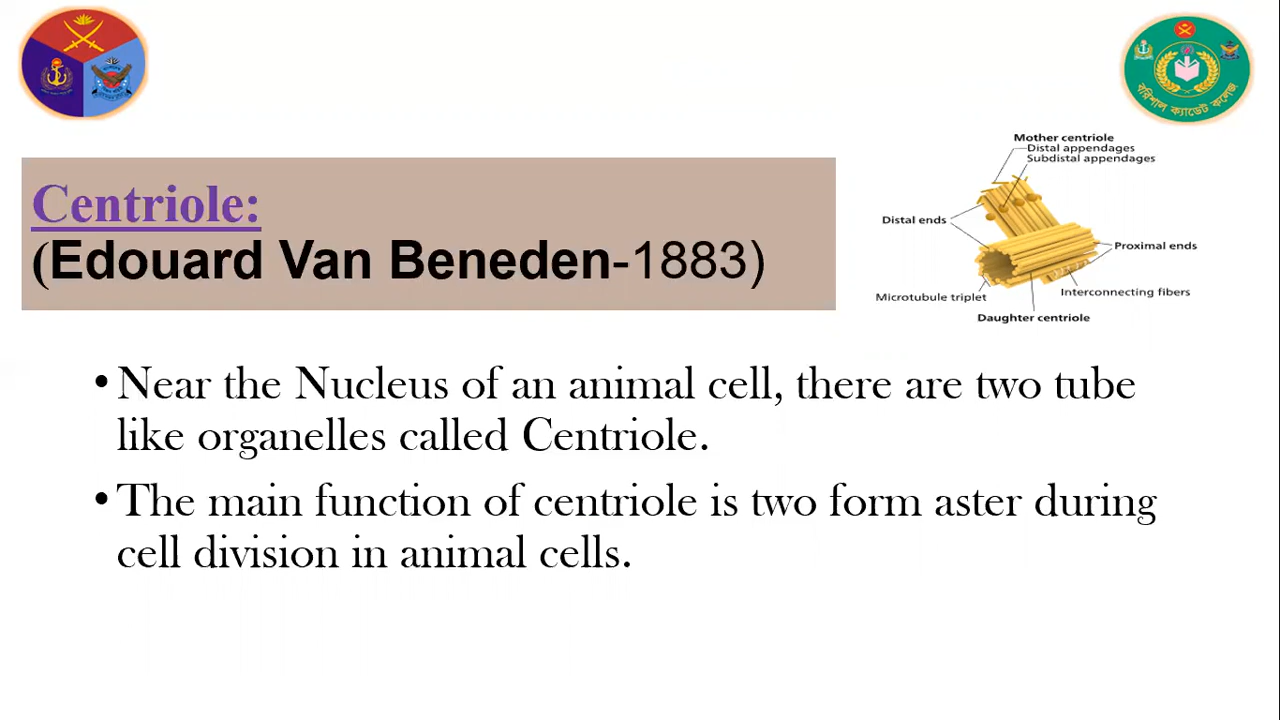 বরিশাল ক্যাডেট কলেজ
Mother centriole
Distal appendages
Subdistal appendages
Distal ends
Proximal ends
Interconnecting fibers
Microtubule triplet
Daughter centriole
Centriole:
(Edouard Van Beneden-1883)
•Near the Nucleus of an animal cell, there are two tube
like organelles called Centriole.
•The main function of centriole is two form aster during
cell division in animal cells.